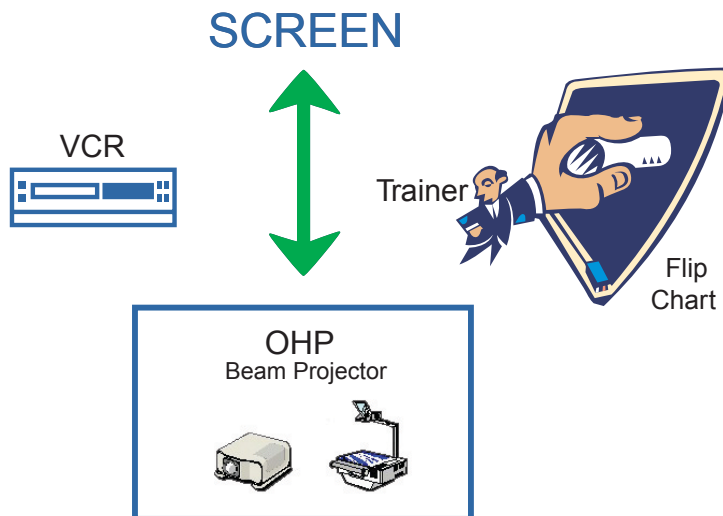 SCREEN
VCR
Trainer
Flip
Chart
OHP
Beam Projector